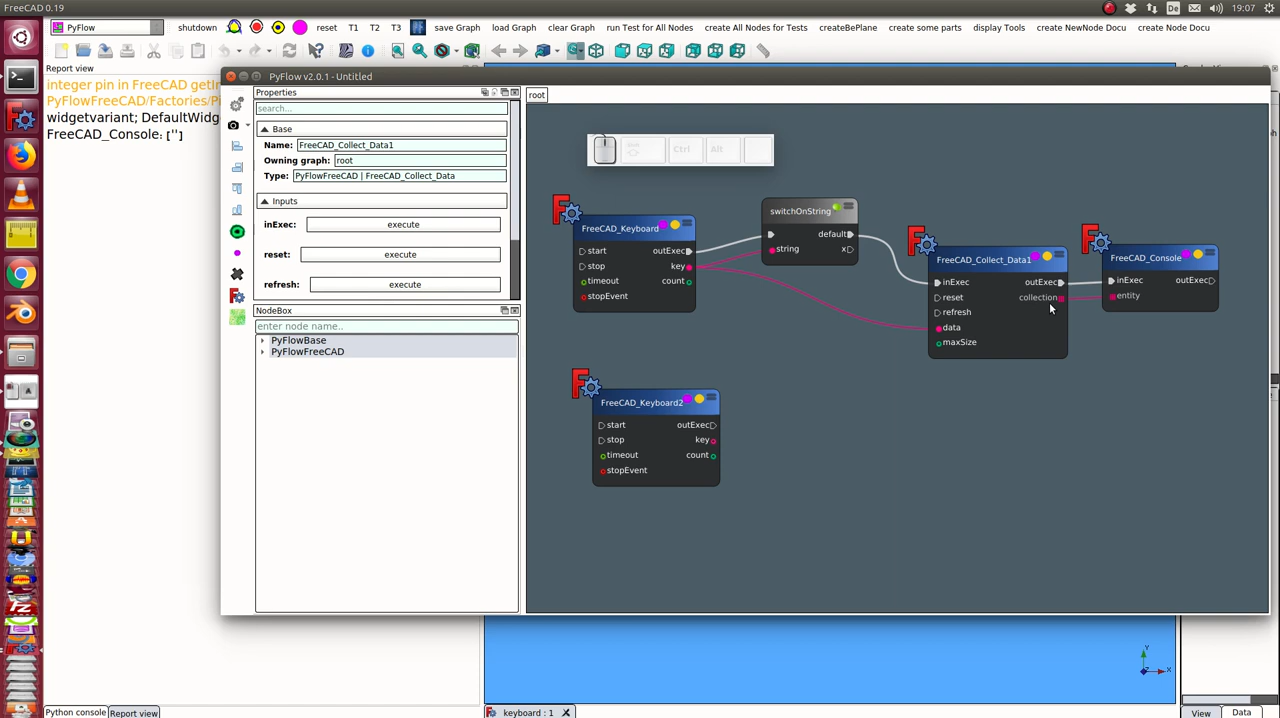 FreeCAD 0.19
De
19:07
PyFlow
shutdown
reset
T1
T2
T3
save Graph
load Graph
clear Graph
run Test for All Nodes
create All Nodes for Tests
createBePlane
create some parts
display Tools
create NewNode Docu
create Node Docu
Report view
integer pin in FreeCAD getIn
PyFlowFreeCAD/Factories/Pi
widgetvariant; DefaultWidg
FreeCAD_Console: ['']
PyFlow v2.0.1 - Untitled
Properties
search...
Base
Name: FreeCAD_Collect_Data1
Owning graph: root
Type: PyFlowFreeCAD | FreeCAD_Collect_Data
Inputs
inExec: execute
reset: execute
refresh: execute
NodeBox
enter node name..
PyFlowBase
PyFlowFreeCAD
root
Ctrl
Alt
FreeCAD_Keyboard
start outExec
stop key
timeout count
stopEvent
switchOnString
default
string x
FreeCAD_Collect_Data1
inExec outExec
reset collection
refresh
data
maxSize
FreeCAD_Console
inExec outExec
entity
FreeCAD_Keyboard2
start outExec
stop key
timeout count
stopEvent
Y
X
Python console
Report view
keyboard : 1
View
Data